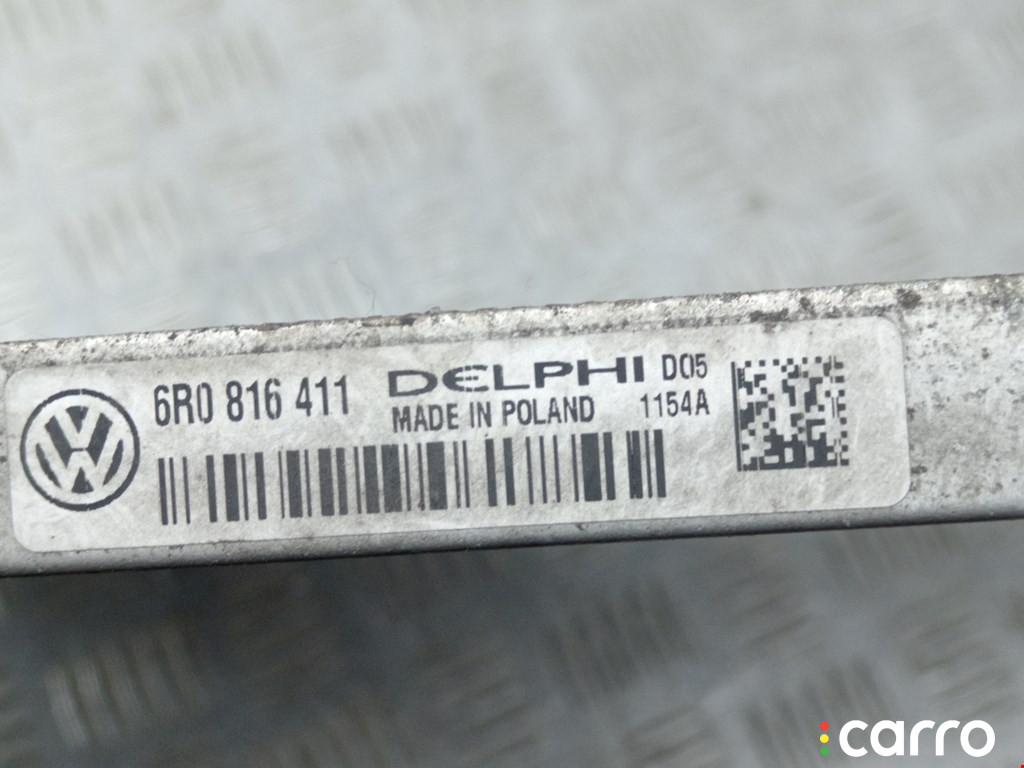 6R0 816 411 DELPHI D05
MADE IN POLAND 1154A
carro